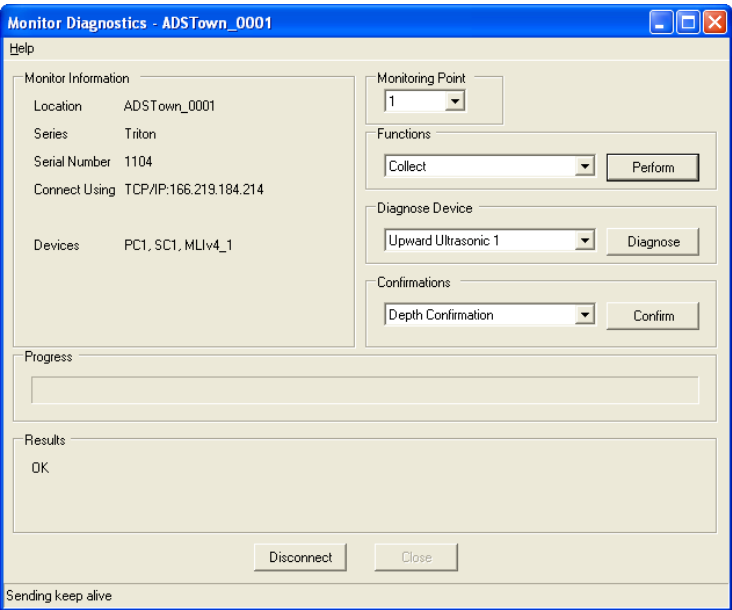 Monitor Diagnostics - ADSTown_0001
Help
Monitor Information
Location ADSTown_0001
Series Triton
Serial Number 1104
Connect Using TCP/IP:166.219.184.214
Devices PC1, SC1, MLIv4_1
Monitoring Point
1
Functions
Collect
Perform
Diagnose Device
Upward Ultrasonic 1
Diagnose
Confirmations
Depth Confirmation
Confirm
Progress
Results
OK
Disconnect
Close
Sending keep alive